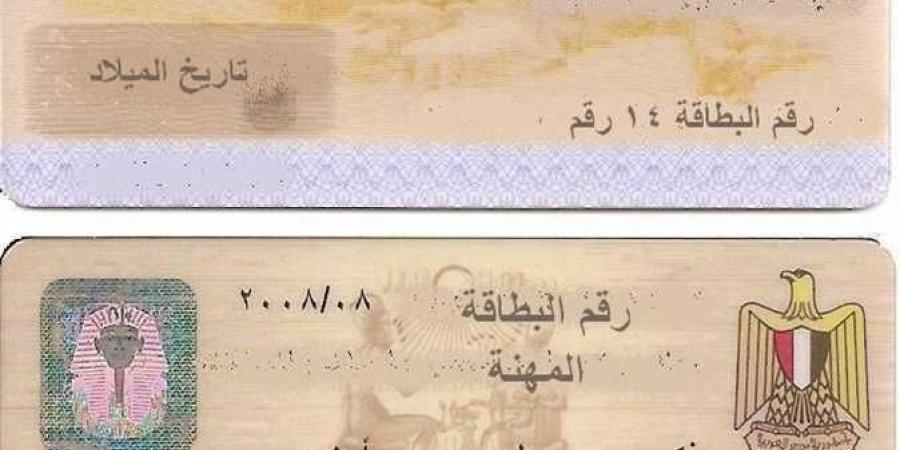 تاريخ الميلاد
رقم البطاقة ١٤ رقم
رقم البطاقة ٢٠٠٨/٠٨
المهنة